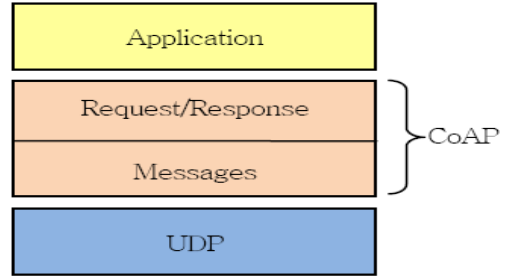 Application
Request/Response
CoAP
Messages
UDP